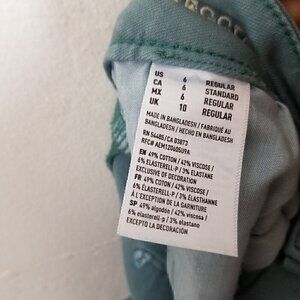 US 6 REGULAR
CA 6 STANDARD
MX 6 REGULAR
UK 10 REGULAR
MADE IN BANGLADESH / FABRIQUÉ AU
BANGLADESH / HECHO EN BANGLADESH
RN 54485/CA 03873
49% COTTON / 42% VISCOSE /
6% ELASTERELL-P / 3% ELASTANE
EXCLUSIVE OF DECORATION
FR 49% COTON / 42% VISCOSE /
6% ÉLASTERELL-P / 3% ÉLASTHANNE
À L'EXCEPTION DE LA GARNITURE
SP 49% algodón / 42% viscosa /
6% elasterell-p / 3% elastano
EXCEPTO LA DECORACIÓN